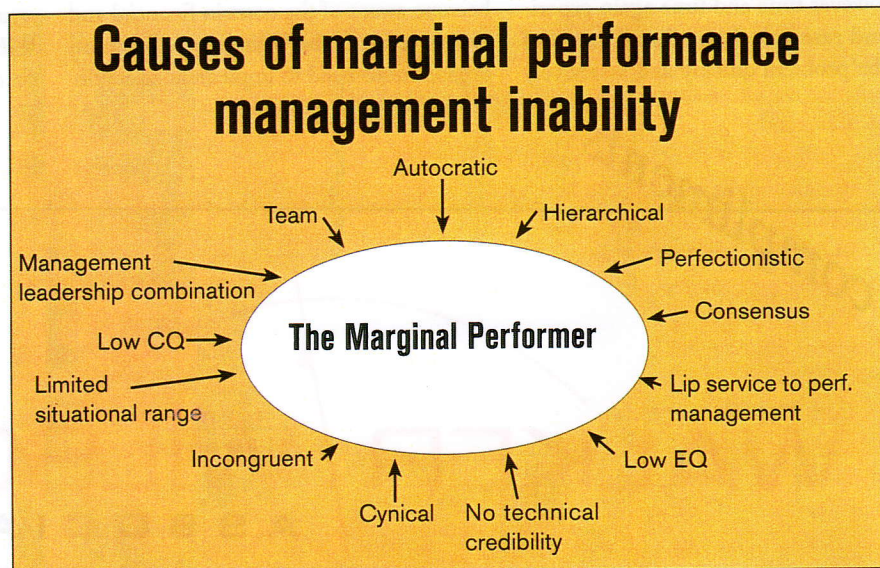 Causes of marginal performance
management inability
Autocratic
Team
Hierarchical
Management
leadership combination
Perfectionistic
Consensus
The Marginal Performer
Low CQ
Limited
situational range
Lip service to perf.
management
Incongruent
Low EQ
Cynical
No technical
credibility